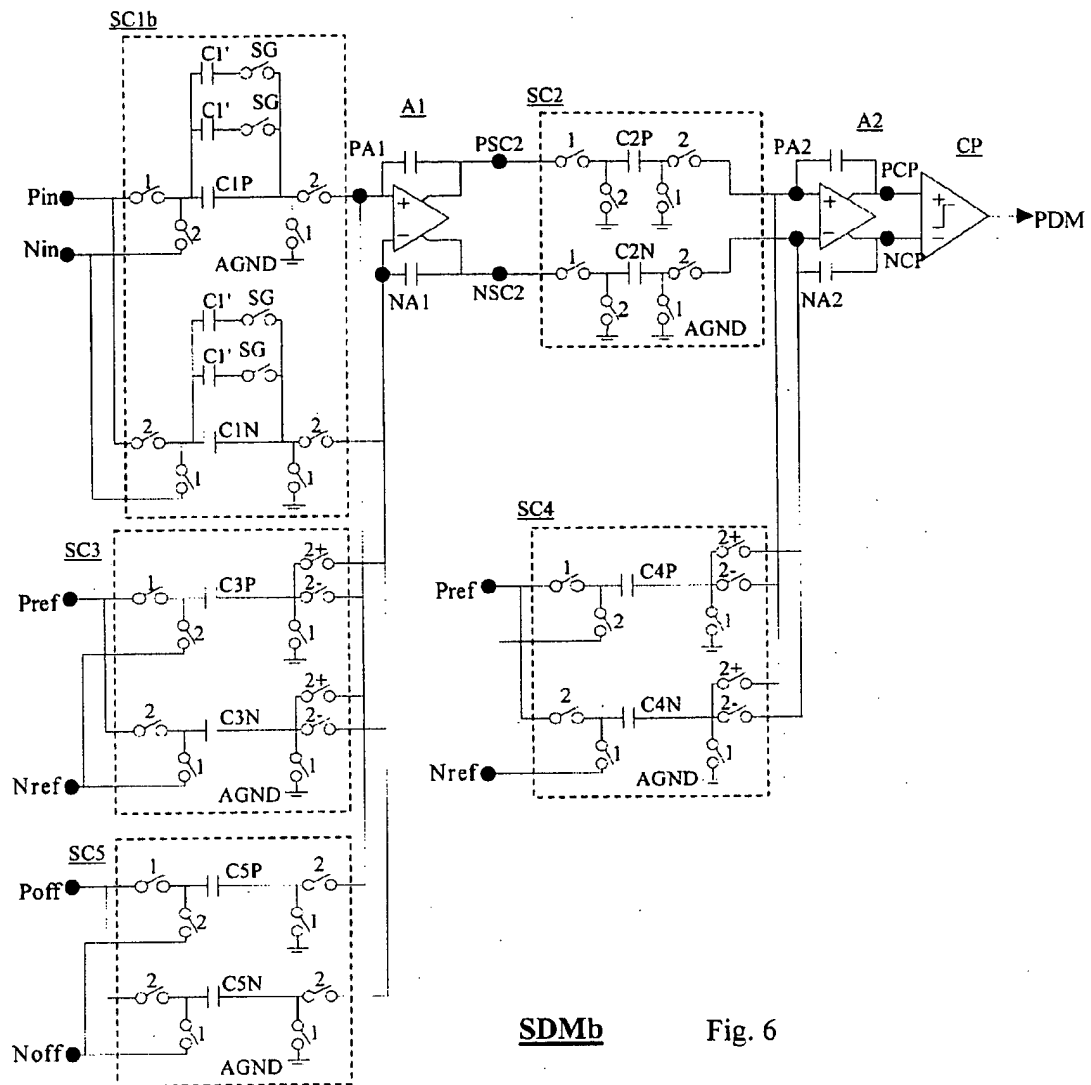 SC1b
C1' SG
C1' SG
Pin 1 C1P 2
Nin 2 1
AGND
C1' SG
C1' SG
2 C1N 2
1 1
PA1 A1 PSC2
NA1 NSC2
SC2
1 C2P 2
2 1
1 C2N 2
2 1
AGND
PA2 A2 PCP
NA2 NCP
CP
PDM
+
-
+
-
+
-
SC3
Pref 1 C3P 2+
2-
2 1
2 C3N 2+
2-
1 1
Nref AGND
SC4
Pref 1 C4P 2+
2-
2 1
2 C4N 2+
2-
1 1
Nref AGND
SC5
Poff 1 C5P 2
2 1
2 C5N 2
1 1
Noff AGND
SDMb Fig. 6